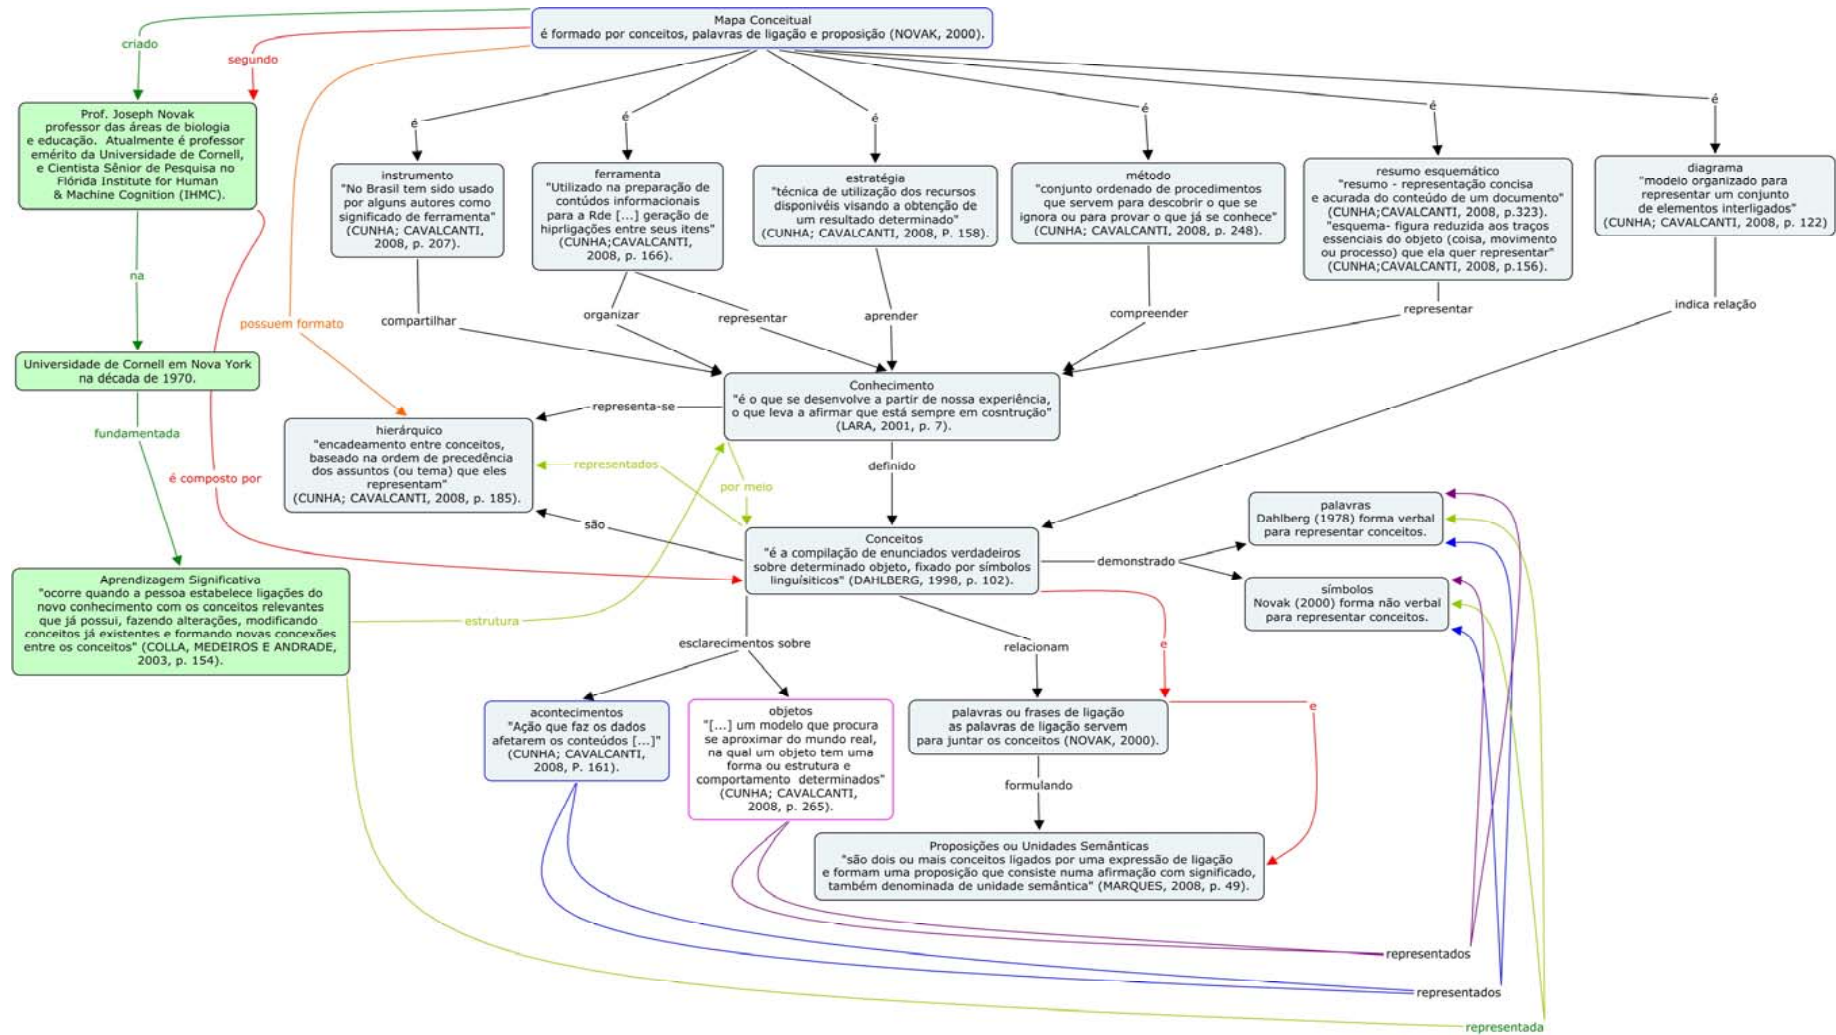 Mapa Conceitual
é formado por conceitos, palavras de ligação e proposição (NOVAK, 2000).
criado
segundo
Prof. Joseph Novak
professor das áreas de biologia
e educação. Atualmente é professor
emérito da Universidade de Cornell,
e Cientista Sênior de Pesquisa no
Flórida Institute for Human
& Machine Cognition (IHMC).
é
é
é
é
é
é
instrumento
"No Brasil tem sido usado
por alguns autores como
significado de ferramenta"
(CUNHA; CAVALCANTI,
2008, p. 207).
ferramenta
"Utilizado na preparação de
contúdos informacionais
para a Rde [...] geração de
hiprligações entre seus itens"
(CUNHA;CAVALCANTI,
2008, p. 166).
estratégia
"técnica de utilização dos recursos
disponivéis visando a obtenção de
um resultado determinado"
(CUNHA; CAVALCANTI, 2008, P. 158).
método
"conjunto ordenado de procedimentos
que servem para descobrir o que se
ignora ou para provar o que já se conhece"
(CUNHA; CAVALCANTI, 2008, p. 248).
resumo esquemático
"resumo - representação concisa
e acurada do conteúdo de um documento"
(CUNHA;CAVALCANTI, 2008, p.323).
"esquema- figura reduzida aos traços
essenciais do objeto (coisa, movimento
ou processo) que ela quer representar"
(CUNHA;CAVALCANTI, 2008, p.156).
diagrama
"modelo organizado para
representar um conjunto
de elementos interligados"
(CUNHA; CAVALCANTI, 2008, p. 122)
na
possuem formato
compartilhar
organizar
representar
aprender
compreender
representar
indica relação
Universidade de Cornell em Nova York
na década de 1970.
Conhecimento
"é o que se desenvolve a partir de nossa experiência,
o que leva a afirmar que está sempre em cosntrução"
(LARA, 2001, p. 7).
representa-se
fundamentada
hierárquico
"encadeamento entre conceitos,
baseado na ordem de precedência
dos assuntos (ou tema) que eles
representam"
(CUNHA; CAVALCANTI, 2008, p. 185).
representados
definido
é composto por
por meio
são
palavras
Dahlberg (1978) forma verbal
para representar conceitos.
Conceitos
"é a compilação de enunciados verdadeiros
sobre determinado objeto, fixado por símbolos
linguísiticos" (DAHLBERG, 1998, p. 102).
demonstrado
símbolos
Novak (2000) forma não verbal
para representar conceitos.
Aprendizagem Significativa
"ocorre quando a pessoa estabelece ligações do
novo conhecimento com os conceitos relevantes
que já possui, fazendo alterações, modificando
conceitos já existentes e formando novas concexões
entre os conceitos" (COLLA, MEDEIROS E ANDRADE,
2003, p. 154).
estrutura
esclarecimentos sobre
relacionam
e
acontecimentos
"Ação que faz os dados
afetarem os conteúdos [...]"
(CUNHA; CAVALCANTI,
2008, P. 161).
objetos
"[...] um modelo que procura
se aproximar do mundo real,
na qual um objeto tem uma
forma ou estrutura e
comportamento determinados"
(CUNHA; CAVALCANTI,
2008, p. 265).
palavras ou frases de ligação
as palavras de ligação servem
para juntar os conceitos (NOVAK, 2000).
e
formulando
Proposições ou Unidades Semânticas
"são dois ou mais conceitos ligados por uma expressão de ligação
e formam uma proposição que consiste numa afirmação com significado,
também denominada de unidade semântica" (MARQUES, 2008, p. 49).
representados
representados
representada